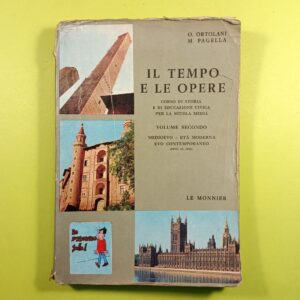 O. ORTOLANI
M. PAGELLA
IL TEMPO
E LE OPERE
CORSO DI STORIA
E DI EDUCAZIONE CIVICA
PER LA SCUOLA MEDIA
VOLUME SECONDO
MEDIOEVO - ETÀ MODERNA
EVO CONTEMPORANEO
LE MONNIER